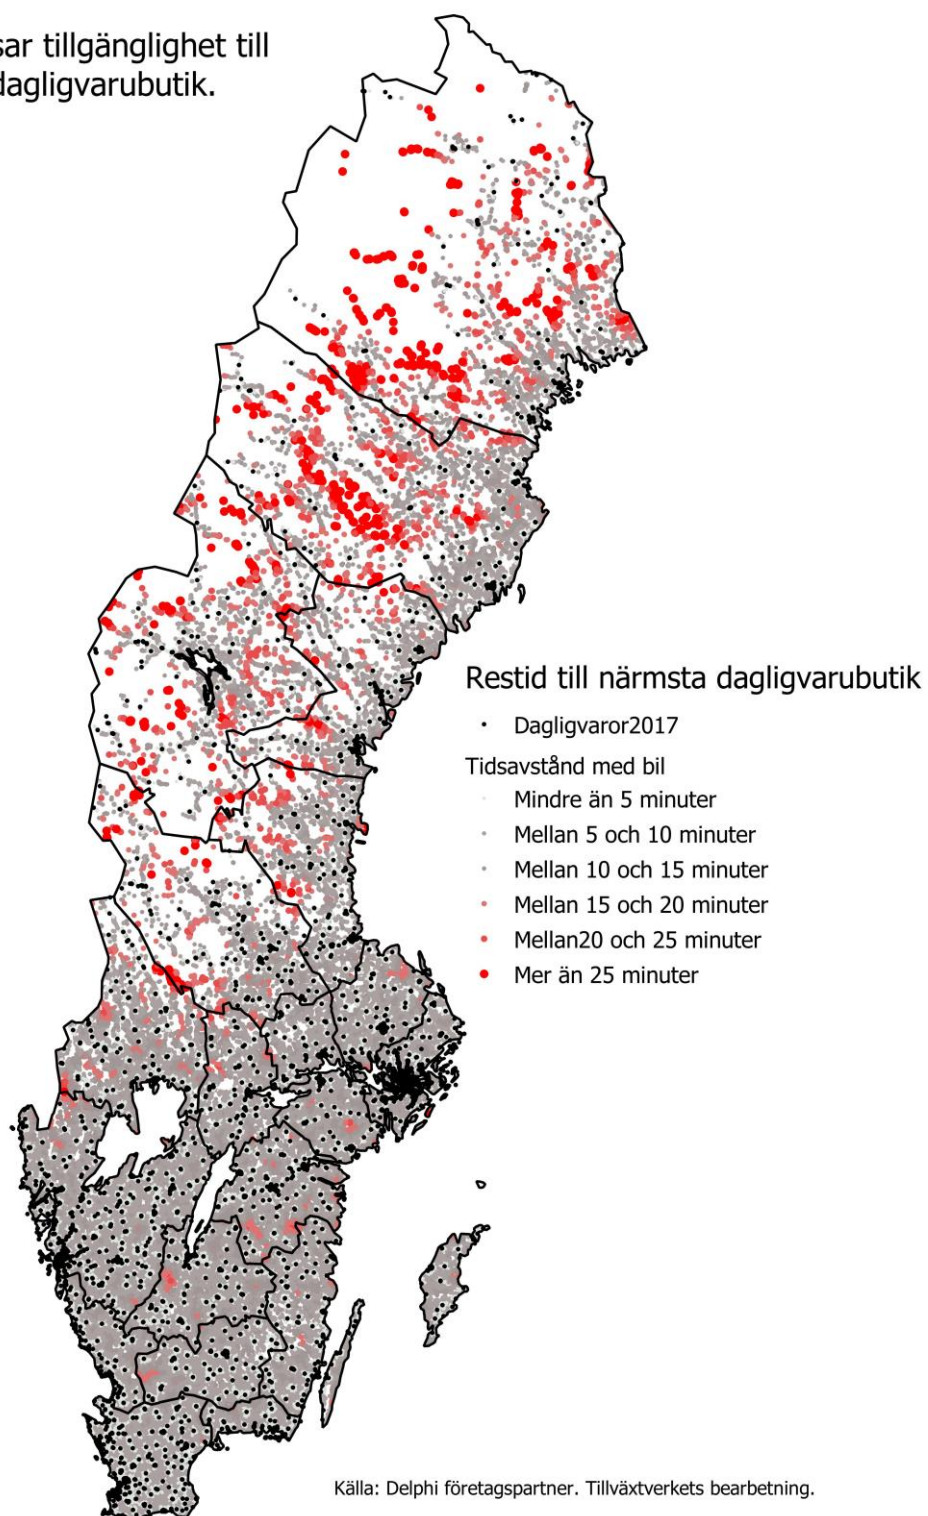 sar tillgänglighet till
dagligvarubutik.
Restid till närmsta dagligvarubutik
Dagligvaror2017
Tidsavstånd med bil
Mindre än 5 minuter
Mellan 5 och 10 minuter
Mellan 10 och 15 minuter
Mellan 15 och 20 minuter
Mellan20 och 25 minuter
Mer än 25 minuter
Källa: Delphi företagspartner. Tillväxtverkets bearbetning.